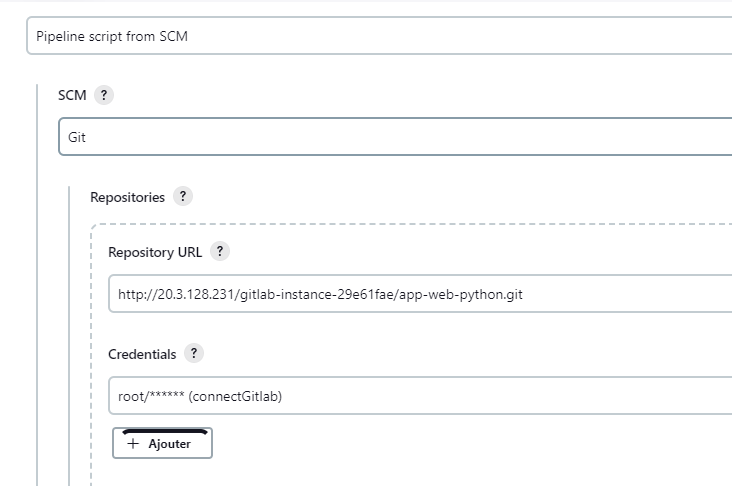 Pipeline script from SCM
SCM ?
Git
Repositories ?
Repository URL ?
http://20.3.128.231/gitlab-instance-29e61fae/app-web-python.git
Credentials ?
root/****** (connectGitlab)
+ Ajouter